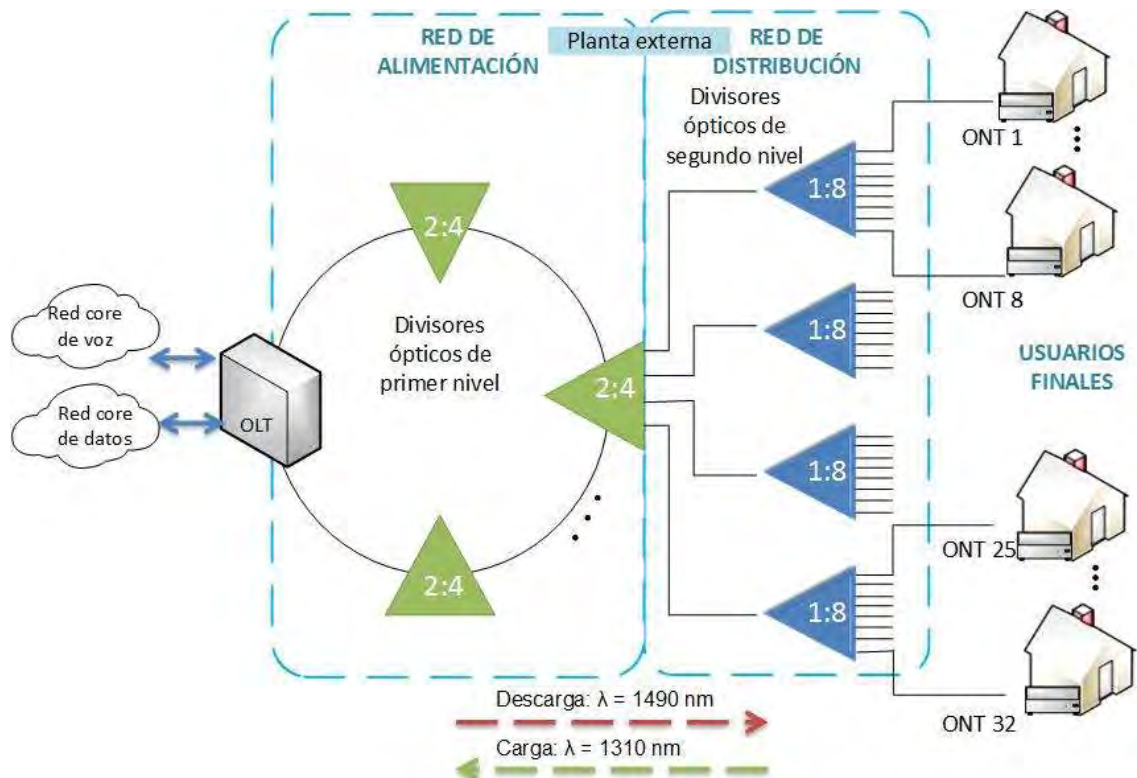 RED DE
ALIMENTACIÓN
Planta externa
RED DE
DISTRIBUCIÓN
Divisores
ópticos de
segundo nivel
ONT 1
1:8
2:4
ONT 8
Red core
de voz
Divisores
ópticos de
primer nivel
1:8
USUARIOS
FINALES
2:4
Red core
de datos
OLT
1:8
ONT 25
2:4
1:8
ONT 32
Descarga: λ = 1490 nm
Carga: λ = 1310 nm